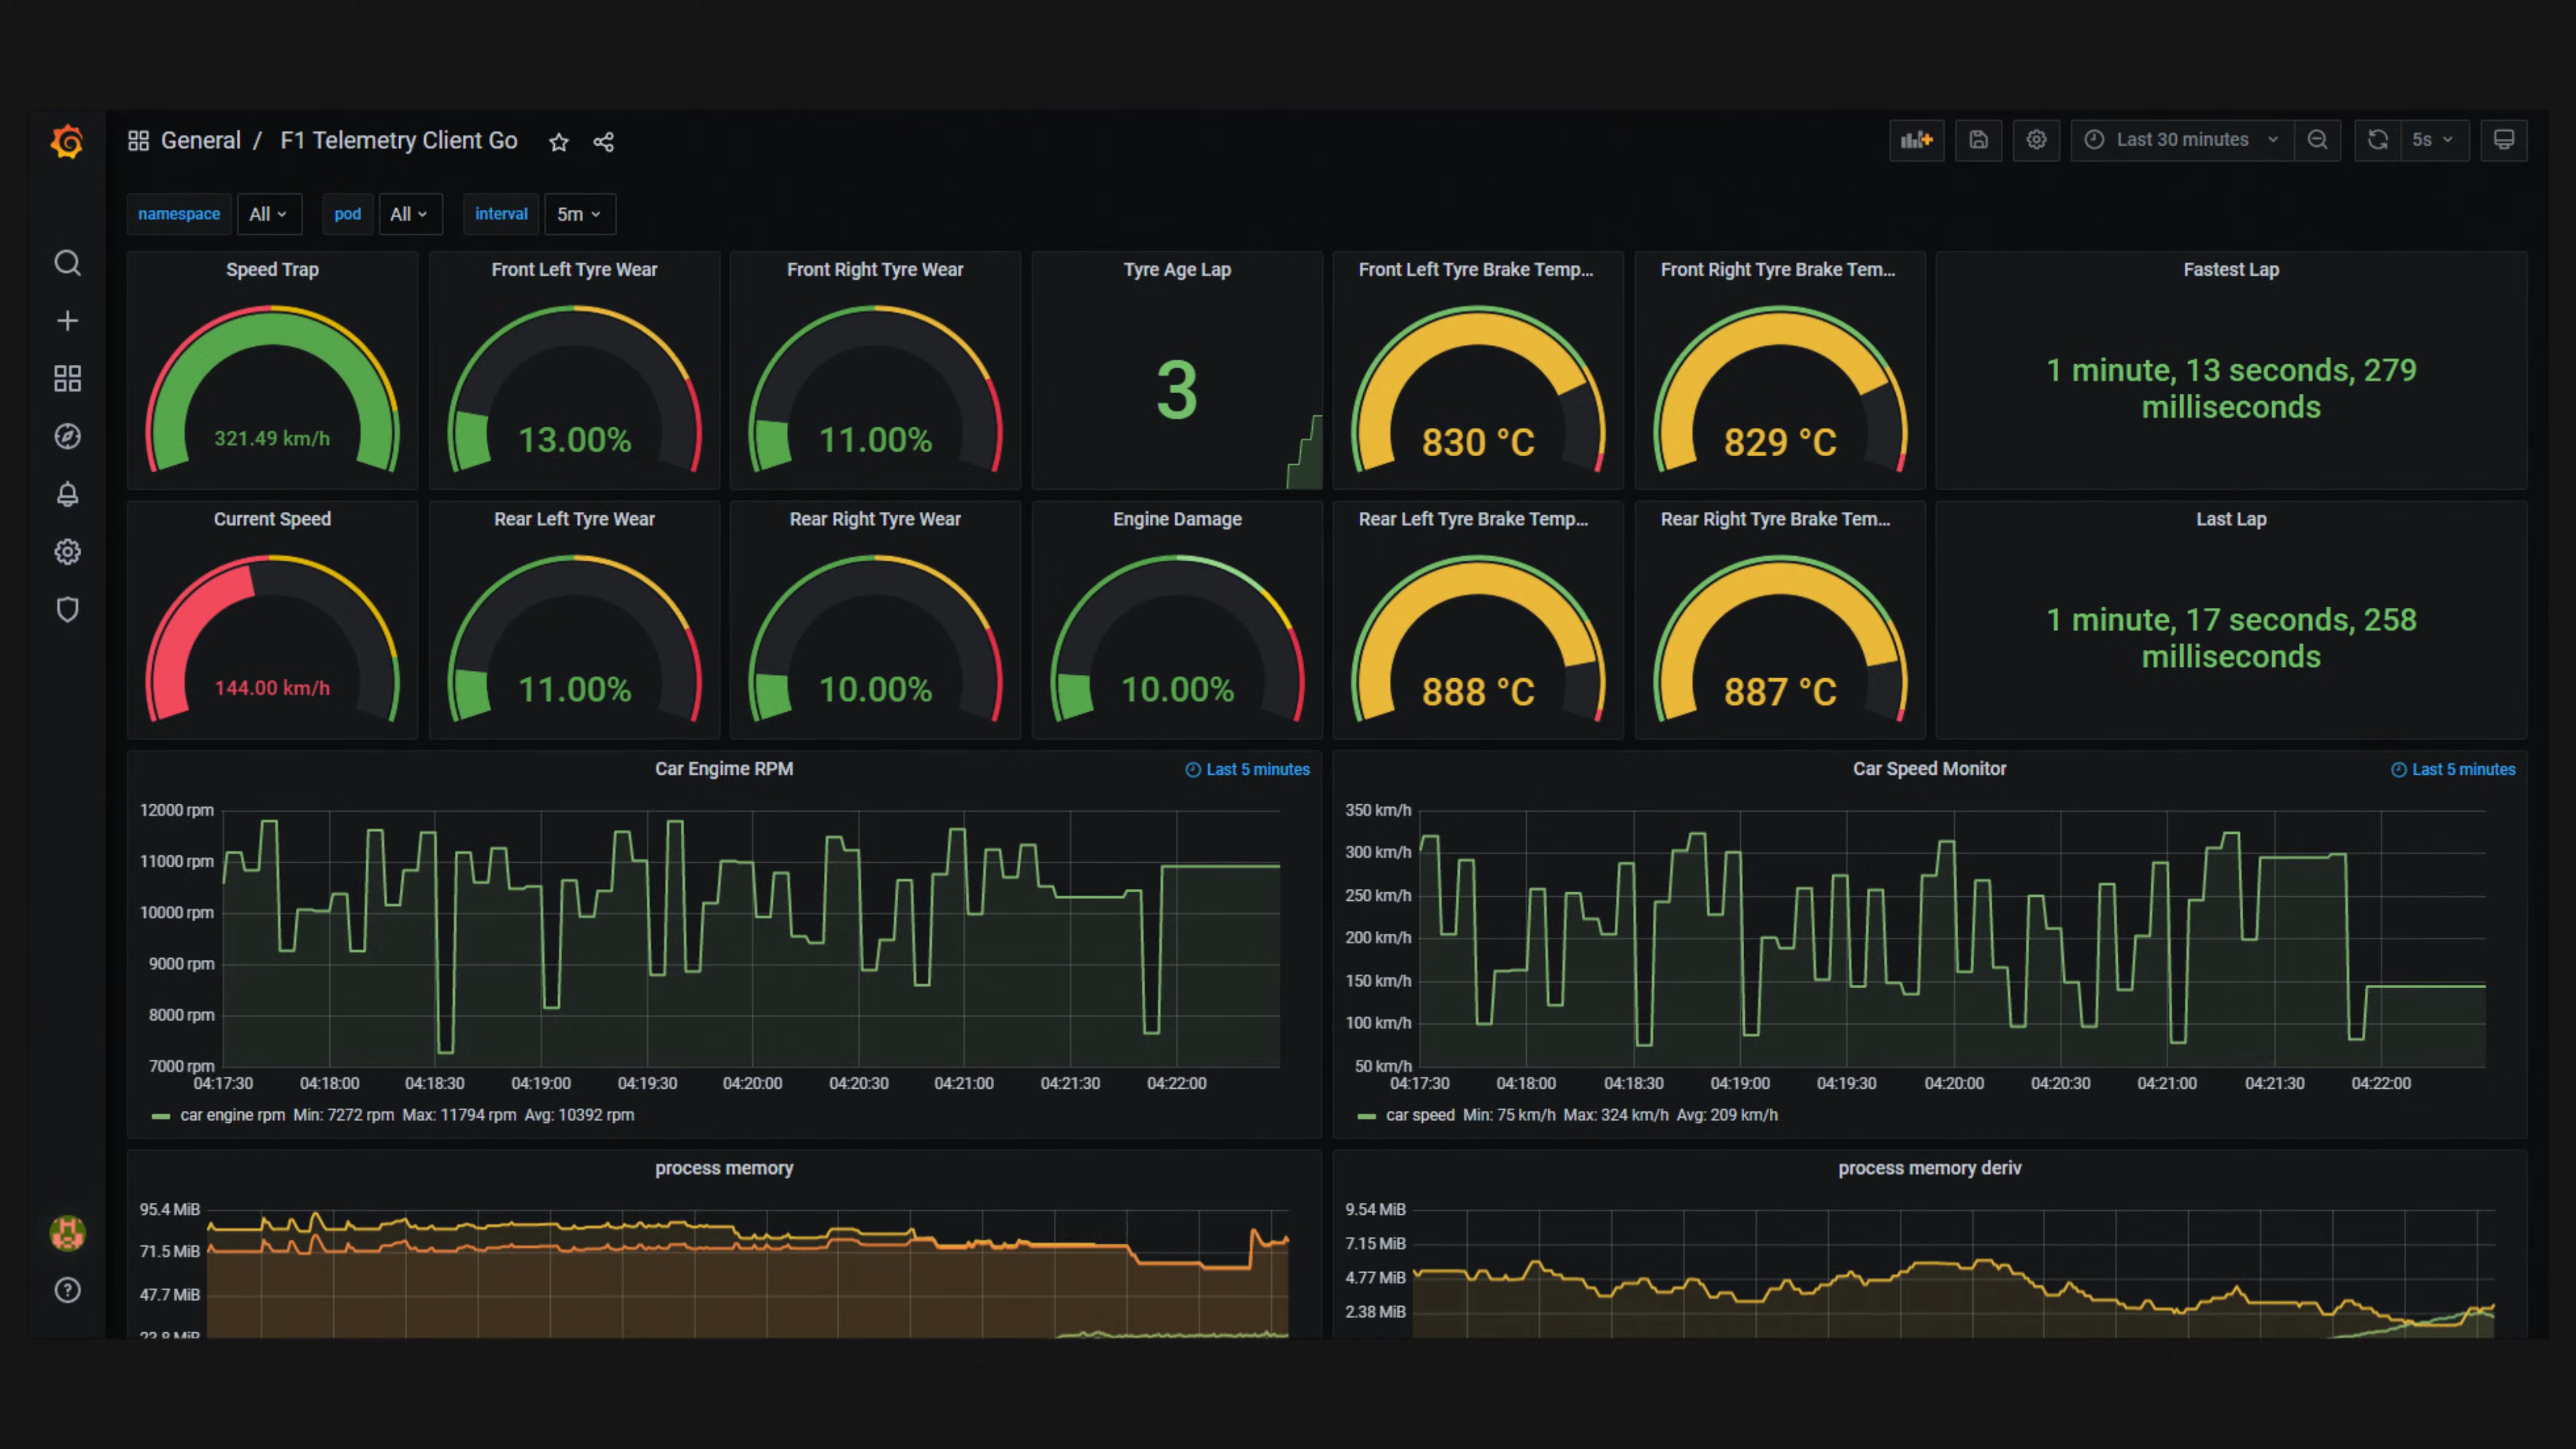 General / F1 Telemetry Client Go
Last 30 minutes
5s
namespace All pod All interval 5m
Speed Trap
321.49 km/h
Front Left Tyre Wear
13.00%
Front Right Tyre Wear
11.00%
Tyre Age Lap
3
Front Left Tyre Brake Temp...
830 °C
Front Right Tyre Brake Tem...
829 °C
Fastest Lap
1 minute, 13 seconds, 279
milliseconds
Current Speed
144.00 km/h
Rear Left Tyre Wear
11.00%
Rear Right Tyre Wear
10.00%
Engine Damage
10.00%
Rear Left Tyre Brake Temp...
888 °C
Rear Right Tyre Brake Tem...
887 °C
Last Lap
1 minute, 17 seconds, 258
milliseconds
Car Engime RPM
Last 5 minutes
12000 rpm
11000 rpm
10000 rpm
9000 rpm
8000 rpm
7000 rpm
04:17:30 04:18:00 04:18:30 04:19:00 04:19:30 04:20:00 04:20:30 04:21:00 04:21:30 04:22:00
car engine rpm Min: 7272 rpm Max: 11794 rpm Avg: 10392 rpm
Car Speed Monitor
Last 5 minutes
350 km/h
300 km/h
250 km/h
200 km/h
150 km/h
100 km/h
50 km/h
04:17:30 04:18:00 04:18:30 04:19:00 04:19:30 04:20:00 04:20:30 04:21:00 04:21:30 04:22:00
car speed Min: 75 km/h Max: 324 km/h Avg: 209 km/h
process memory
95.4 MiB
71.5 MiB
47.7 MiB
23.8 MiB
process memory deriv
9.54 MiB
7.15 MiB
4.77 MiB
2.38 MiB